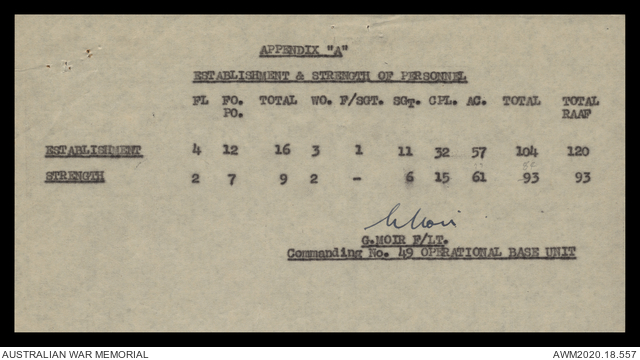 APPENDIX "A"
ESTABLISHMENT & STRENGTH OF PERSONNEL
FL FO. TOTAL WO. F/SGT. SGT. CPL. AC. TOTAL TOTAL
PO. RAAF
ESTABLISHMENT 4 12 16 3 1 11 32 57 104 120
STRENGTH 2 7 9 2 - 6 15 61 93 93
G Moir
G.MOIR F/LT.
Commanding No. 49 OPERATIONAL BASE UNIT
AUSTRALIAN WAR MEMORIAL AWM2020.18.557